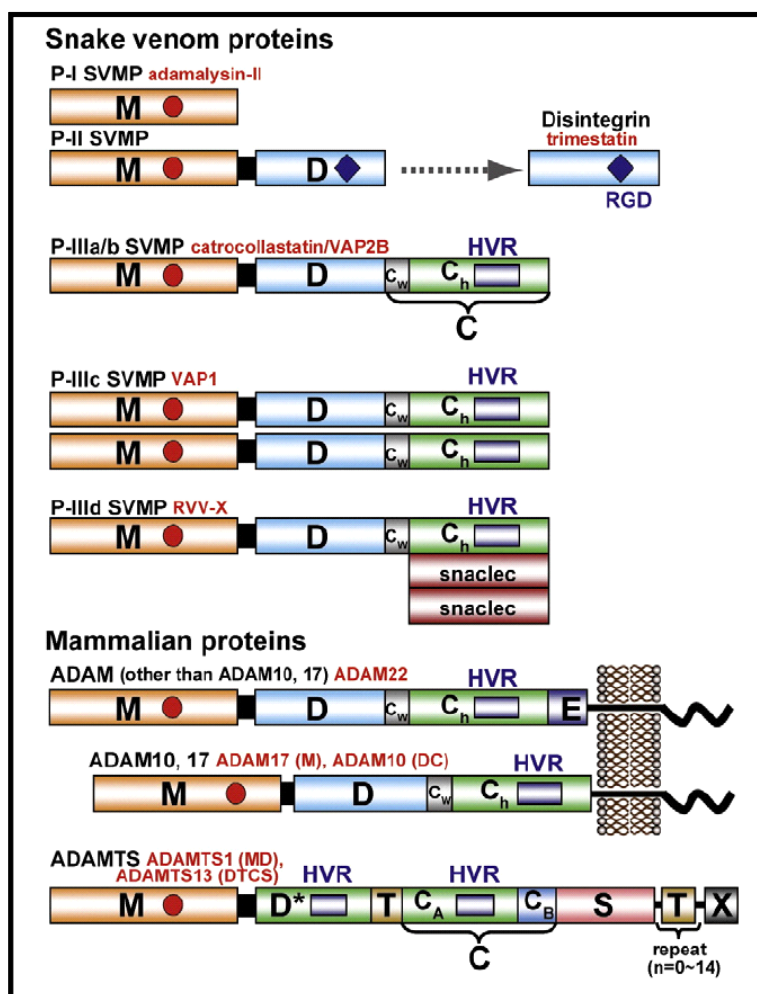 Snake venom proteins
P-I SVMP adamalysin-II
M
P-II SVMP
M D
Disintegrin
trimestatin
RGD
P-IIIa/b SVMP catrocollastatin/VAP2B HVR
M D Cw Ch
C
P-IIIc SVMP VAP1 HVR
M D Cw Ch
M D Cw Ch
P-IIId SVMP RVV-X HVR
M D Cw Ch
snaclec
snaclec
Mammalian proteins
ADAM (other than ADAM10, 17) ADAM22 HVR
M D Cw Ch E
ADAM10, 17 ADAM17 (M), ADAM10 (DC) HVR
M D Cw Ch
ADAMTS ADAMTS1 (MD),
ADAMTS13 (DTCS) HVR HVR
M D* T CA CB S T X
C
repeat
(n=0~14)